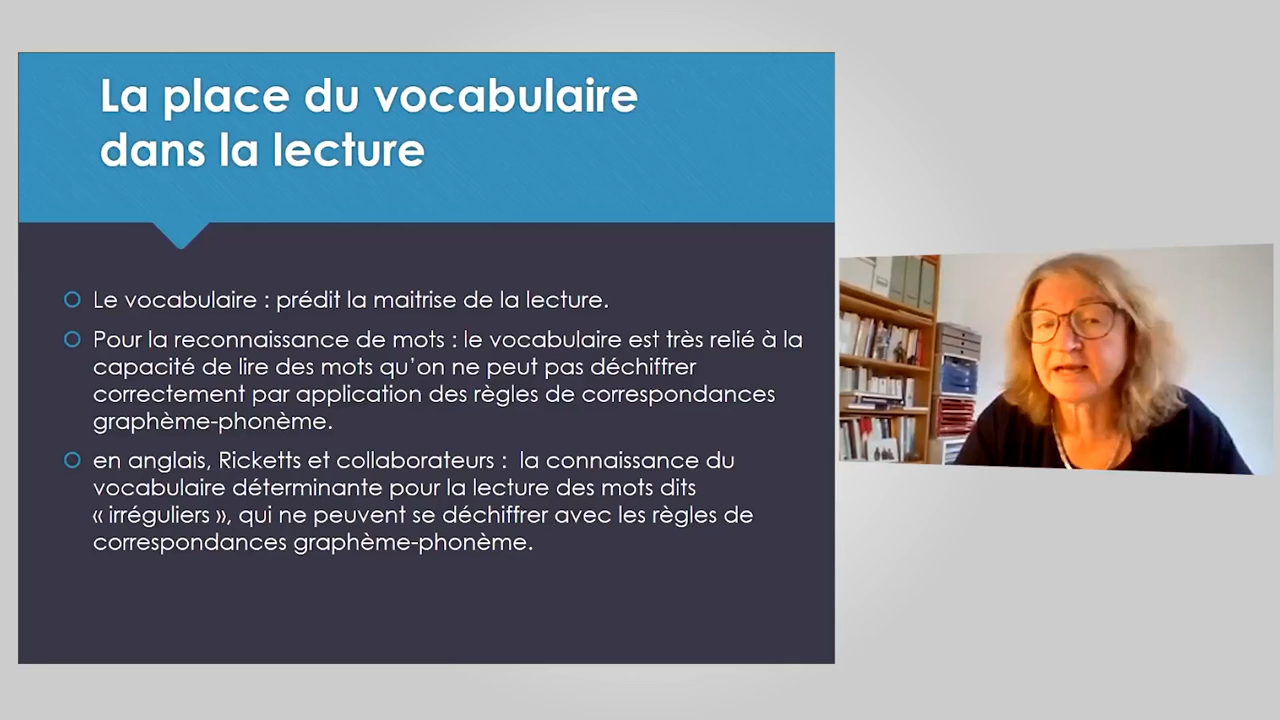 La place du vocabulaire
dans la lecture
Le vocabulaire : prédit la maitrise de la lecture.
Pour la reconnaissance de mots : le vocabulaire est très relié à la
capacité de lire des mots qu’on ne peut pas déchiffrer
correctement par application des règles de correspondances
graphème-phonème.
en anglais, Ricketts et collaborateurs :  la connaissance du
vocabulaire déterminante pour la lecture des mots dits
« irréguliers », qui ne peuvent se déchiffrer avec les règles de
correspondances graphème-phonème.